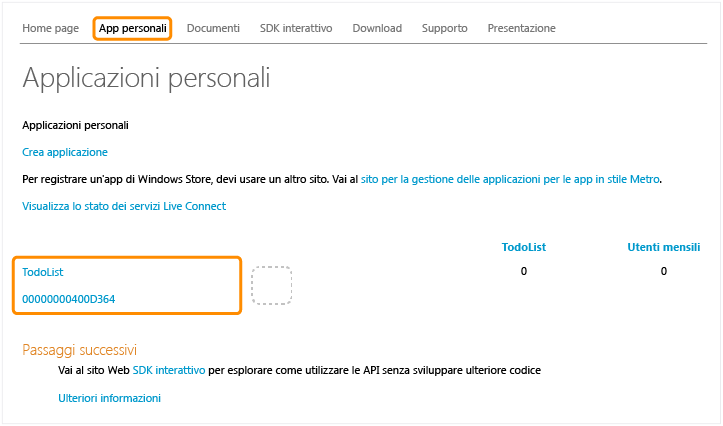 Home page App personali Documenti SDK interattivo Download Supporto Presentazione
Applicazioni personali
Applicazioni personali
Crea applicazione
Per registrare un'app di Windows Store, devi usare un altro sito. Vai al sito per la gestione delle applicazioni per le app in stile Metro.
Visualizza lo stato dei servizi Live Connect
TodoList Utenti mensili
TodoList 0 0
00000000400D364
Passaggi successivi
Vai al sito Web SDK interattivo per esplorare come utilizzare le API senza sviluppare ulteriore codice
Ulteriori informazioni